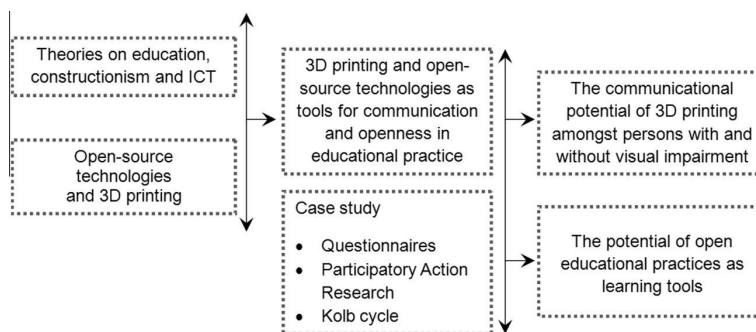 Theories on education,
constructionism and ICT
Open-source
technologies
and 3D printing
3D printing and open-
source technologies as
tools for communication
and openness in
educational practice
Case study
• Questionnaires
• Participatory Action
Research
• Kolb cycle
The communicational
potential of 3D printing
amongst persons with and
without visual impairment
The potential of open
educational practices as
learning tools